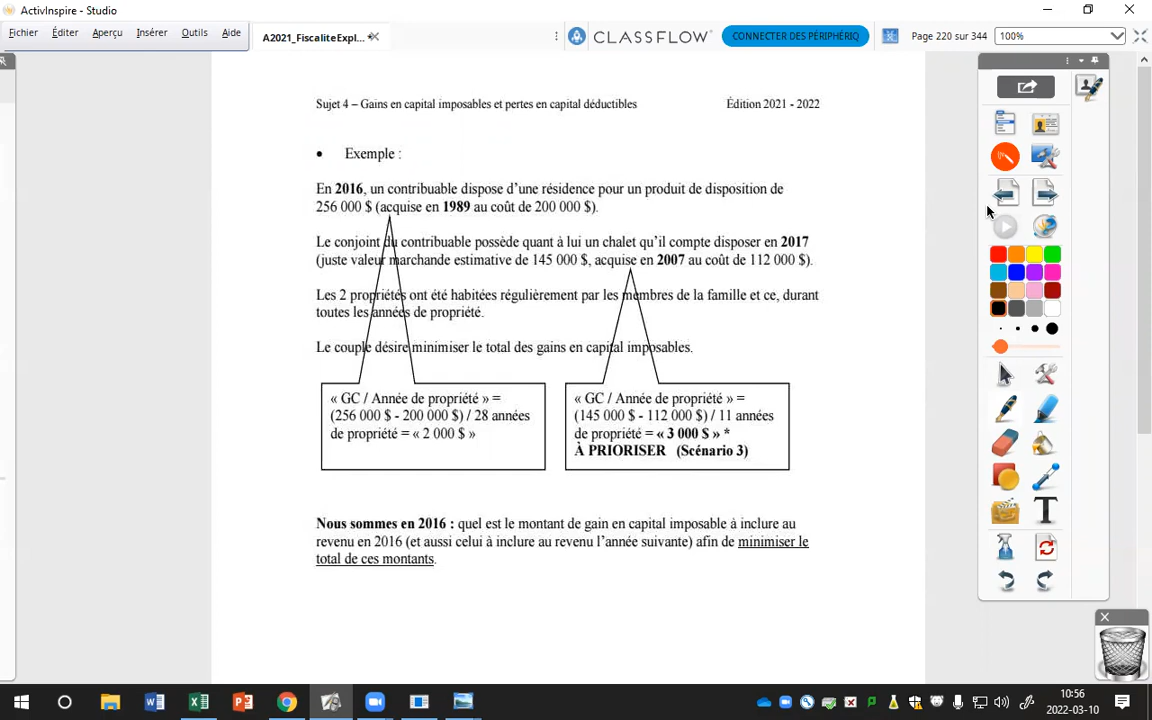 ActivInspire - Studio
Fichier Éditer Aperçu Insérer Outils Aide
A2021_FiscaliteExpl...
CLASSFLOW
CONNECTER DES PÉRIPHÉRIQ
Page 220 sur 344
100%
Sujet 4 – Gains en capital imposables et pertes en capital déductibles
Édition 2021 - 2022
• Exemple :
En 2016, un contribuable dispose d'une résidence pour un produit de disposition de
256 000 $ (acquise en 1989 au coût de 200 000 $).
Le conjoint du contribuable possède quant à lui un chalet qu'il compte disposer en 2017
(juste valeur marchande estimative de 145 000 $, acquise en 2007 au coût de 112 000 $).
Les 2 propriétés ont été habitées régulièrement par les membres de la famille et ce, durant
toutes les années de propriété.
Le couple désire minimiser le total des gains en capital imposables.
« GC / Année de propriété » =
(256 000 $ - 200 000 $) / 28 années
de propriété = « 2 000 $ »
« GC / Année de propriété » =
(145 000 $ - 112 000 $) / 11 années
de propriété = « 3 000 $ » *
À PRIORISER (Scénario 3)
Nous sommes en 2016 : quel est le montant de gain en capital imposable à inclure au
revenu en 2016 (et aussi celui à inclure au revenu l'année suivante) afin de minimiser le
total de ces montants.
10:56
2022-03-10